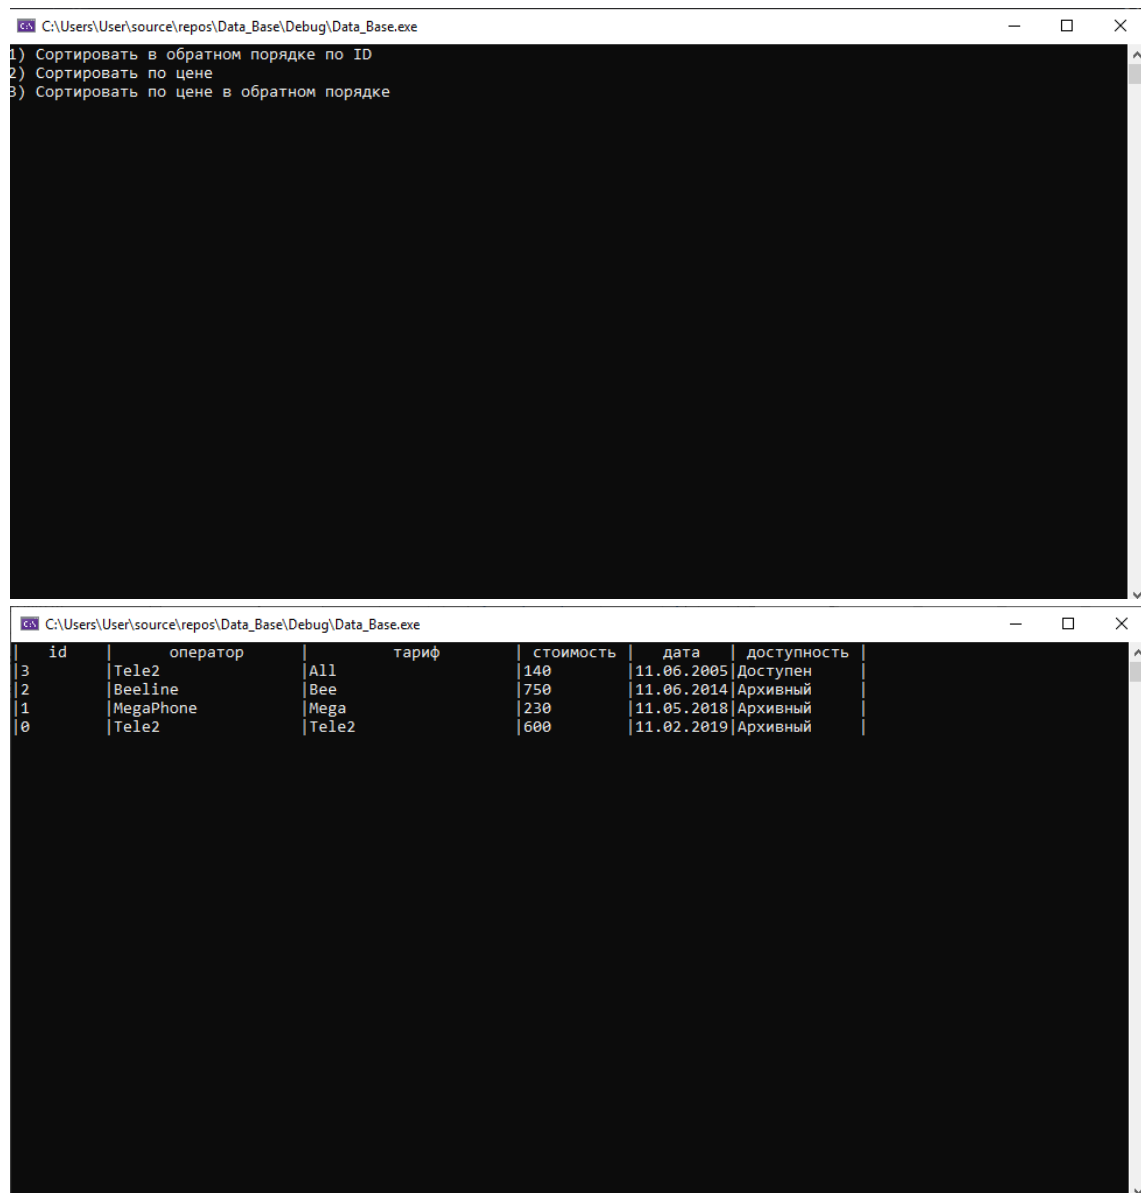 C:\Users\User\source\repos\Data_Base\Debug\Data_Base.exe
1) Сортировать в обратном порядке по ID
2) Сортировать по цене
3) Сортировать по цене в обратном порядке
C:\Users\User\source\repos\Data_Base\Debug\Data_Base.exe
| id | оператор | тариф | стоимость | дата | доступность |
|3 |Tele2 |All |140 |11.06.2005|Доступен |
|2 |Beeline |Bee |750 |11.06.2014|Архивный |
|1 |MegaPhone |Mega |230 |11.05.2018|Архивный |
|0 |Tele2 |Tele2 |600 |11.02.2019|Архивный |